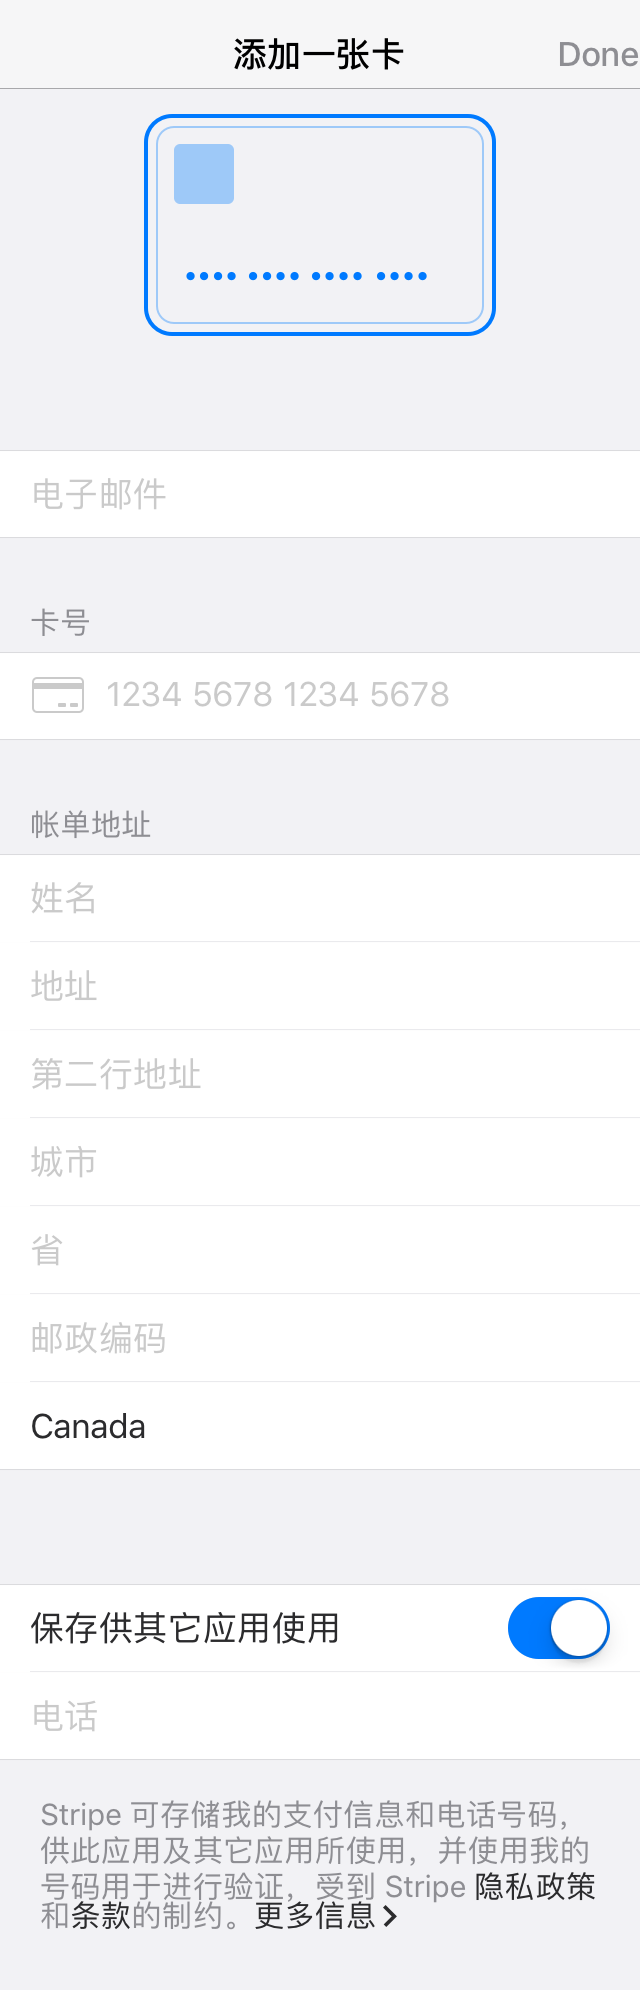 添加一张卡
Done
•••• •••• •••• ••••
电子邮件
卡号
1234 5678 1234 5678
帐单地址
姓名
地址
第二行地址
城市
省
邮政编码
Canada
保存供其它应用使用
电话
Stripe 可存储我的支付信息和电话号码，
供此应用及其它应用所使用，并使用我的
号码用于进行验证，受到 Stripe 隐私政策
和条款的制约。更多信息